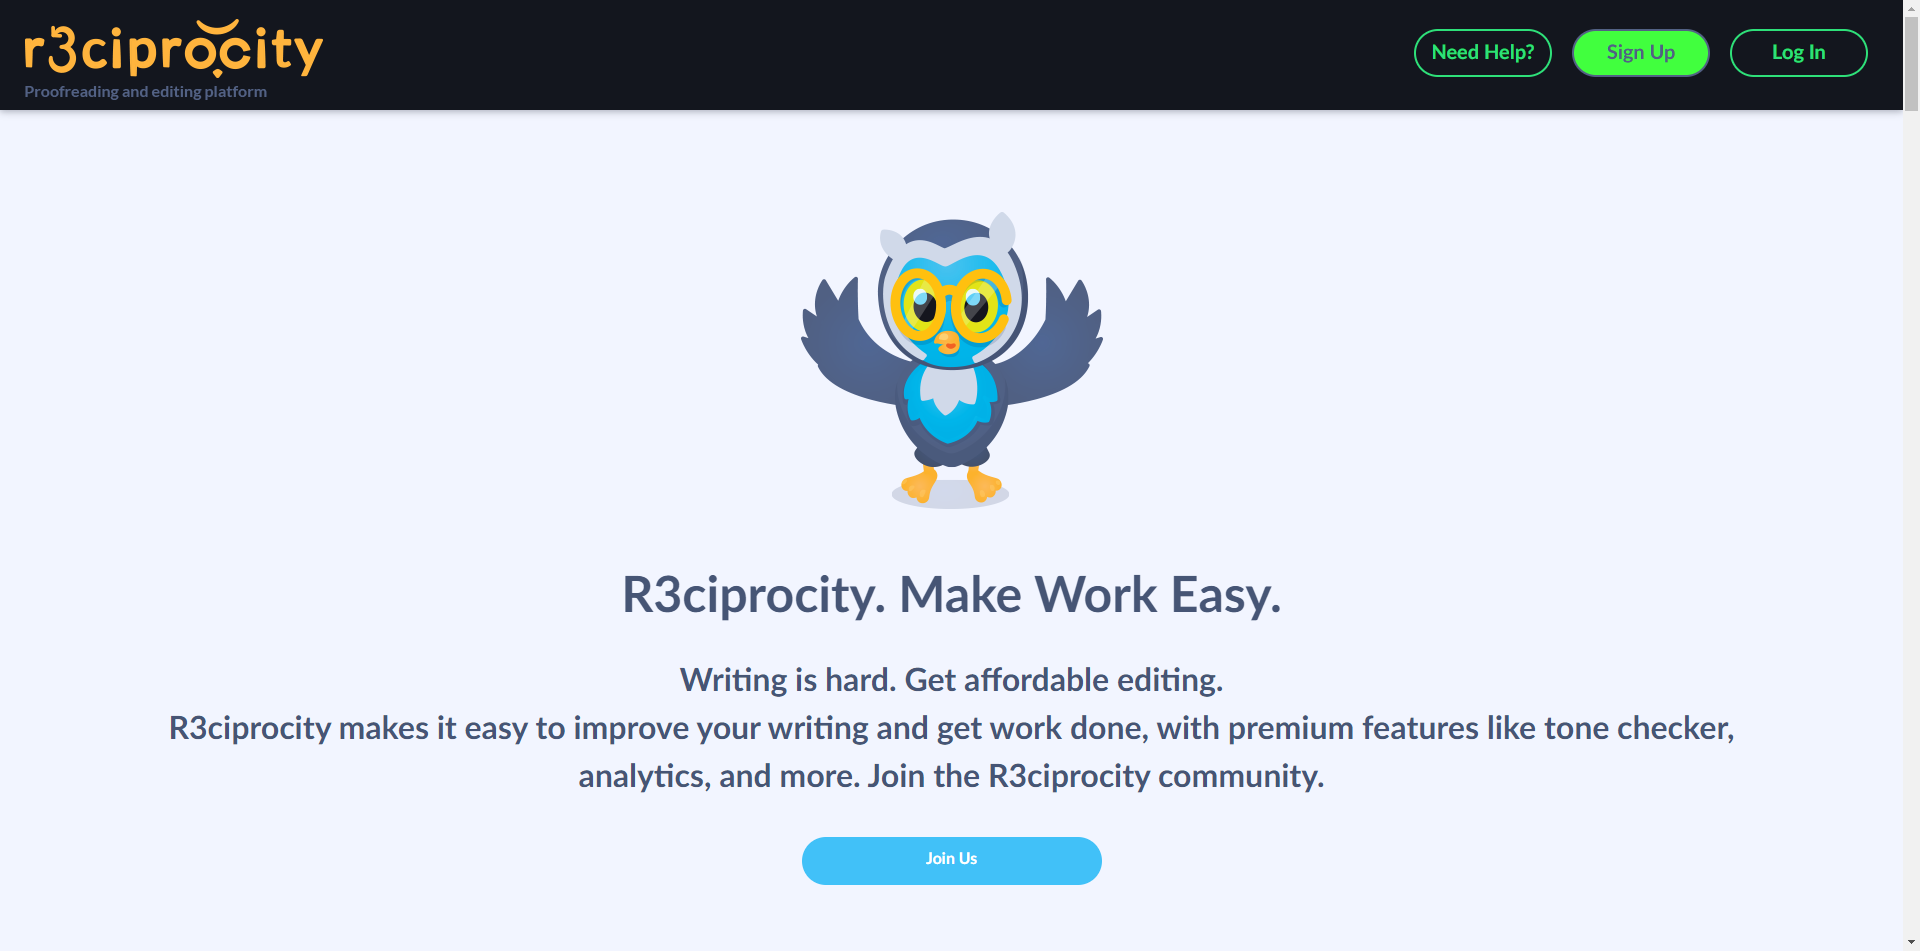 r3ciprocity
Proofreading and editing platform
Need Help?
Sign Up
Log In
R3ciprocity. Make Work Easy.
Writing is hard. Get affordable editing.
R3ciprocity makes it easy to improve your writing and get work done, with premium features like tone checker,
analytics, and more. Join the R3ciprocity community.
Join Us